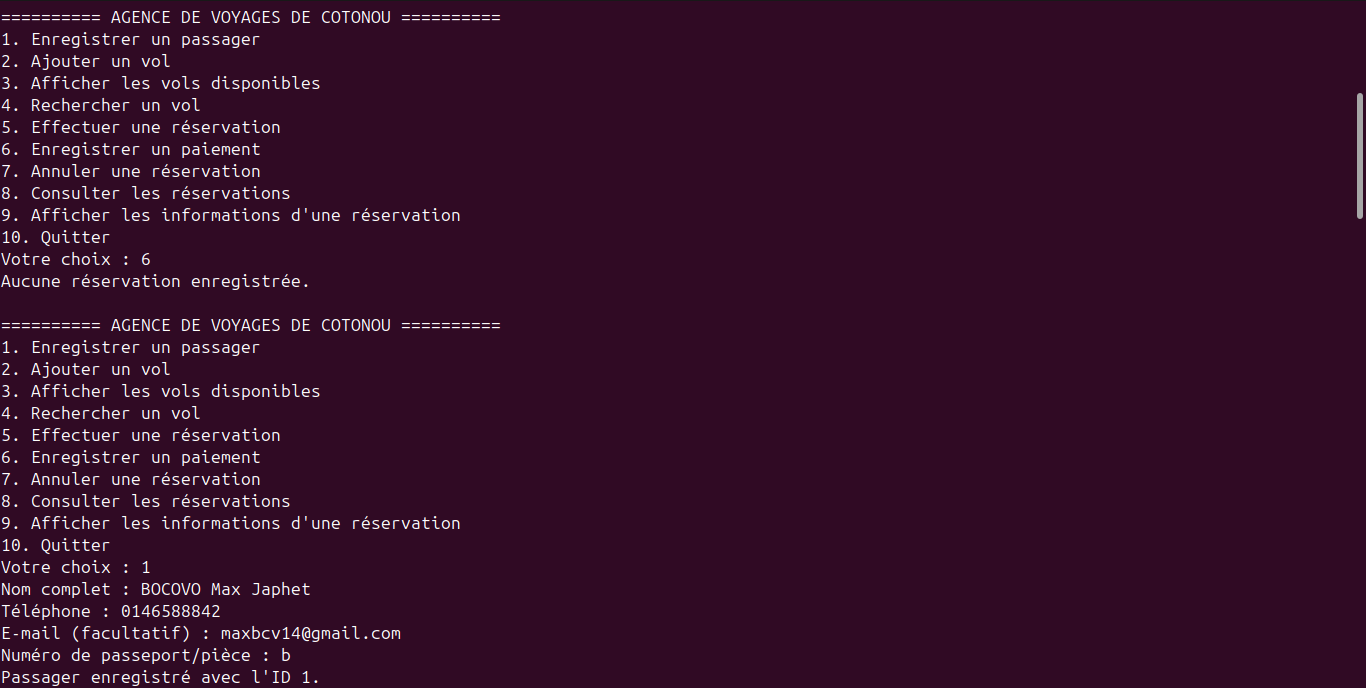 ========== AGENCE DE VOYAGES DE COTONOU ==========
1. Enregistrer un passager
2. Ajouter un vol
3. Afficher les vols disponibles
4. Rechercher un vol
5. Effectuer une réservation
6. Enregistrer un paiement
7. Annuler une réservation
8. Consulter les réservations
9. Afficher les informations d'une réservation
10. Quitter
Votre choix : 6
Aucune réservation enregistrée.

========== AGENCE DE VOYAGES DE COTONOU ==========
1. Enregistrer un passager
2. Ajouter un vol
3. Afficher les vols disponibles
4. Rechercher un vol
5. Effectuer une réservation
6. Enregistrer un paiement
7. Annuler une réservation
8. Consulter les réservations
9. Afficher les informations d'une réservation
10. Quitter
Votre choix : 1
Nom complet : BOCOVO Max Japhet
Téléphone : 0146588842
E-mail (facultatif) : maxbcv14@gmail.com
Numéro de passeport/pièce : b
Passager enregistré avec l'ID 1.